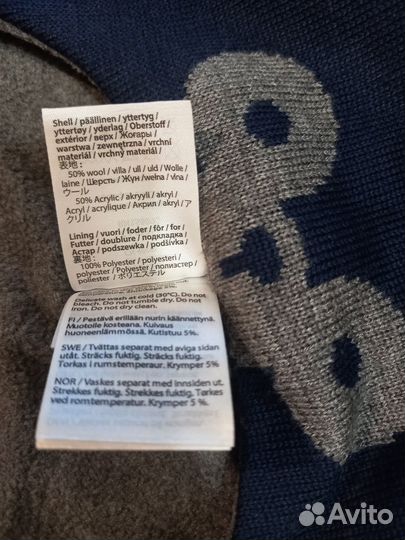 Shell / päällinen / yttertyg /
yttertøy / yderlag / Oberstoff /
extérior / верх / Жоғары /
warstwa / zewnętrzna / vrchní
materiál / vrchný materiál /
表地 :
50% wool / villa / ull / uld / Wolle /
laine / Шерсть / Жүн /wełna / vlna /
ウール
50% Acrylic / akryyli / akryl /
Acryl / acrylique / Акрил / akryl / ア
クリル
Lining / vuori / foder / fôr / for /
Futter / doublure / подкладка /
Астар / podszewka / podšívka /
裏地 :
100% Polyester / polyesteri /
polyester / Polyester / полиэстер /
poliester / ポリエステル
Delicate wash at cold (30°C). Do not
bleach. Do not tumble dry. Do not
iron. Do not dry clean.
FI / Pestävä erillään nurin käännettynä.
Muotoile kosteana. Kuivaus
huoneenlämmössä. Kutistuu 5%.
SWE / Tvättas separat med aviga sidan
utåt. Sträcks fuktig. Sträcks fuktig.
Torkas i rumstemperaur. Krymper 5%
NOR / Vaskes separat med innsiden ut.
Strekkes fuktig. Strekkes fuktig. Tørkes
ved romtemperatur. Krymper 5 %.
Avito